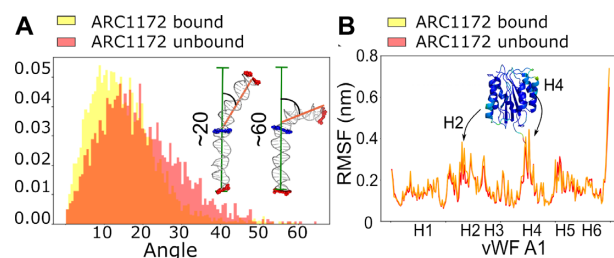 A
ARC1172 bound
ARC1172 unbound
0.05
0.04
0.03
0.02
0.01
0.00
~20
~60
10 20 30 40 50 60
Angle
B
ARC1172 bound
ARC1172 unbound
0.8
0.6
0.4
0.2
0
RMSF (nm)
H4
H2
H1 H2 H3 H4 H5 H6
vWF A1